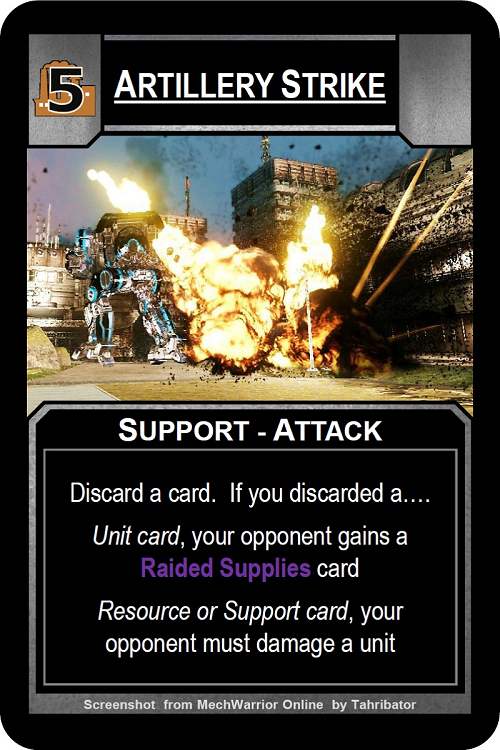 5
ARTILLERY STRIKE
SUPPORT - ATTACK
Discard a card.  If you discarded a....
Unit card, your opponent gains a
Raided Supplies card
Resource or Support card, your
opponent must damage a unit
Screenshot  from MechWarrior Online  by Tahribator